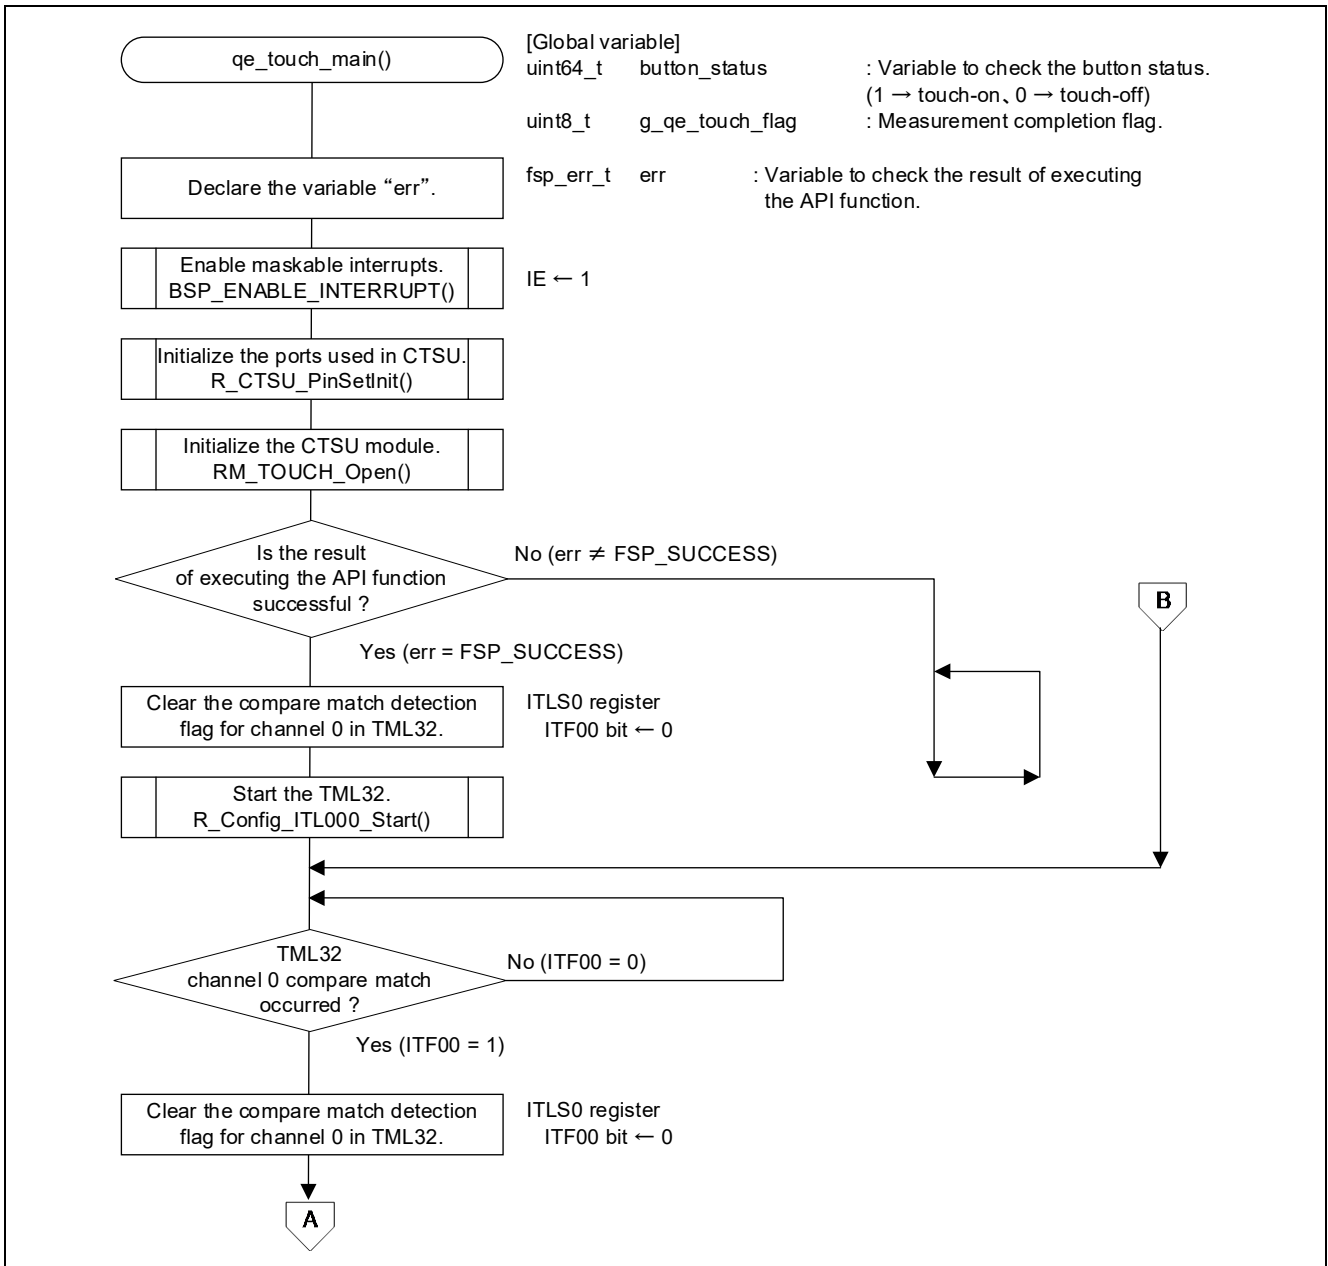 qe_touch_main()
[Global variable]
uint64_t button_status : Variable to check the button status.
(1 → touch-on、0 → touch-off)
uint8_t g_qe_touch_flag : Measurement completion flag.
Declare the variable “err”.
fsp_err_t err : Variable to check the result of executing
the API function.
Enable maskable interrupts.
BSP_ENABLE_INTERRUPT()
IE ← 1
Initialize the ports used in CTSU.
R_CTSU_PinSetInit()
Initialize the CTSU module.
RM_TOUCH_Open()
Is the result
of executing the API function
successful ?
No (err ≠ FSP_SUCCESS)
B
Yes (err = FSP_SUCCESS)
Clear the compare match detection
flag for channel 0 in TML32.
ITLS0 register
ITF00 bit ← 0
Start the TML32.
R_Config_ITL000_Start()
TML32
channel 0 compare match
occurred ?
No (ITF00 = 0)
Yes (ITF00 = 1)
Clear the compare match detection
flag for channel 0 in TML32.
ITLS0 register
ITF00 bit ← 0
A